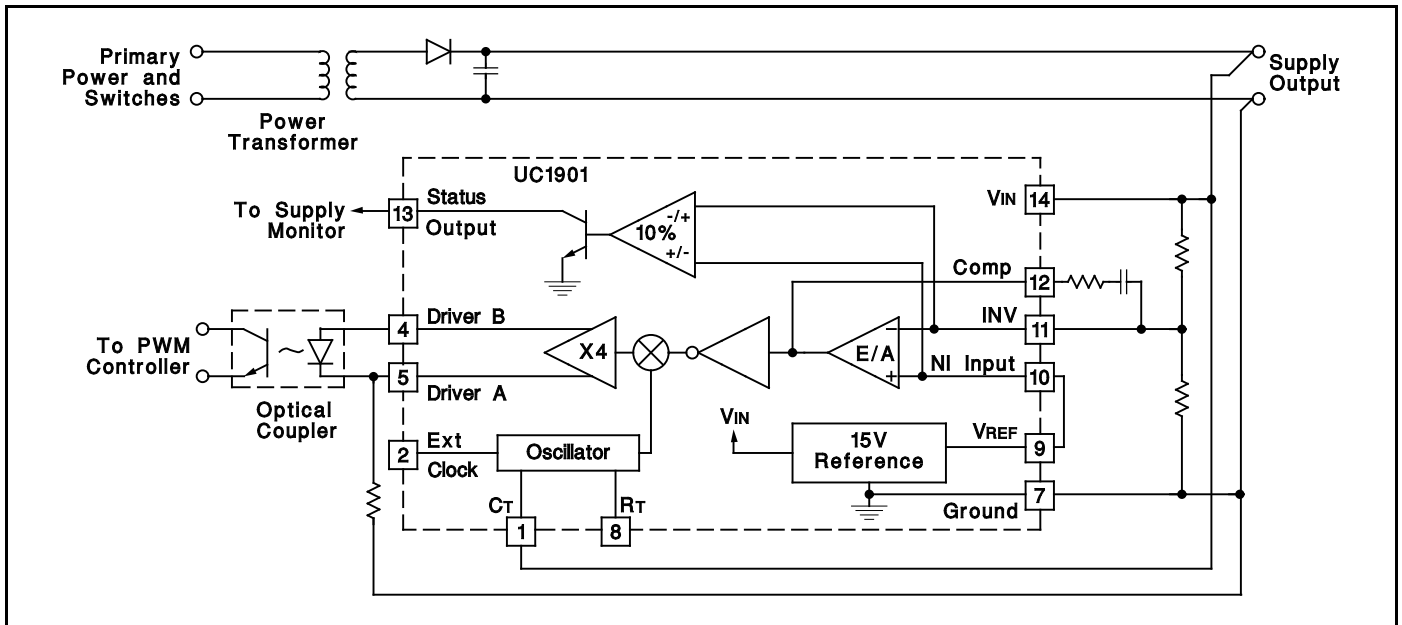 Primary
Power and
Switches
Power
Transformer
Supply
Output
UC1901
To Supply
Monitor
13
Status
Output
-/+
10%
+/-
VIN
14
Comp
12
INV
11
NI Input
10
To PWM
Controller
Optical
Coupler
4
Driver B
5
Driver A
X4
E/A
-
+
2
Ext
Clock
Oscillator
VIN
15V
Reference
VREF
9
7
Ground
CT
1
RT
8